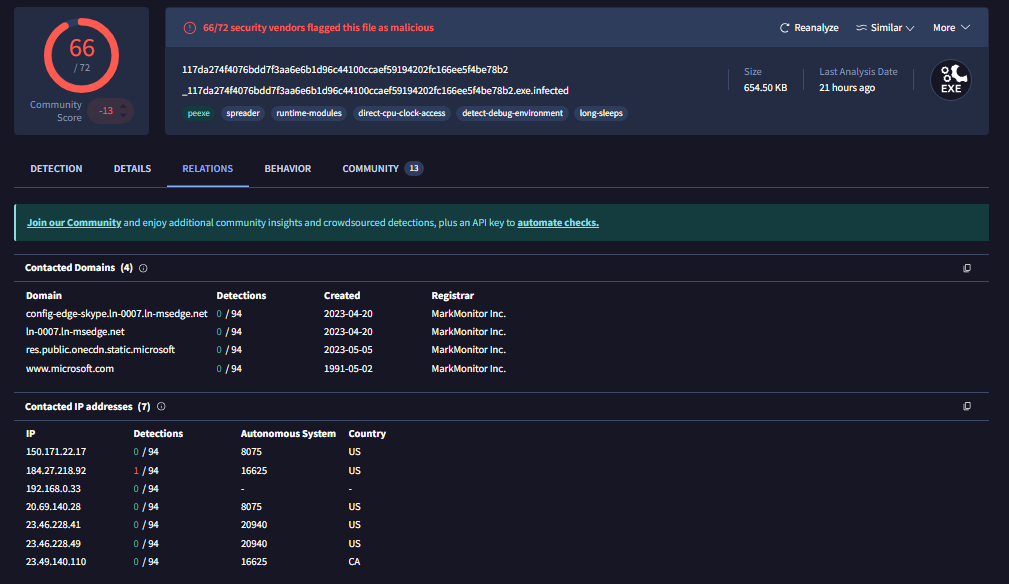 66
/ 72
Community
Score
-13
66/72 security vendors flagged this file as malicious
Reanalyze Similar More
117da274f4076bdd7f3aa6e6b1d96c44100ccaef59194202fc166ee5f4be78b2
_117da274f4076bdd7f3aa6e6b1d96c44100ccaef59194202fc166ee5f4be78b2.exe.infected
peexe spreader runtime-modules direct-cpu-clock-access detect-debug-environment long-sleeps
Size
654.50 KB
Last Analysis Date
21 hours ago
EXE
DETECTION DETAILS RELATIONS BEHAVIOR COMMUNITY 13
Join our Community and enjoy additional community insights and crowdsourced detections, plus an API key to automate checks.
Contacted Domains (4)
Domain Detections Created Registrar
config-edge-skype.ln-0007.ln-msedge.net 0 / 94 2023-04-20 MarkMonitor Inc.
ln-0007.ln-msedge.net 0 / 94 2023-04-20 MarkMonitor Inc.
res.public.onecdn.static.microsoft 0 / 94 2023-05-05 MarkMonitor Inc.
www.microsoft.com 0 / 94 1991-05-02 MarkMonitor Inc.
Contacted IP addresses (7)
IP Detections Autonomous System Country
150.171.22.17 0 / 94 8075 US
184.27.218.92 1 / 94 16625 US
192.168.0.33 0 / 94 - -
20.69.140.28 0 / 94 8075 US
23.46.228.41 0 / 94 20940 US
23.46.228.49 0 / 94 20940 US
23.49.140.110 0 / 94 16625 CA